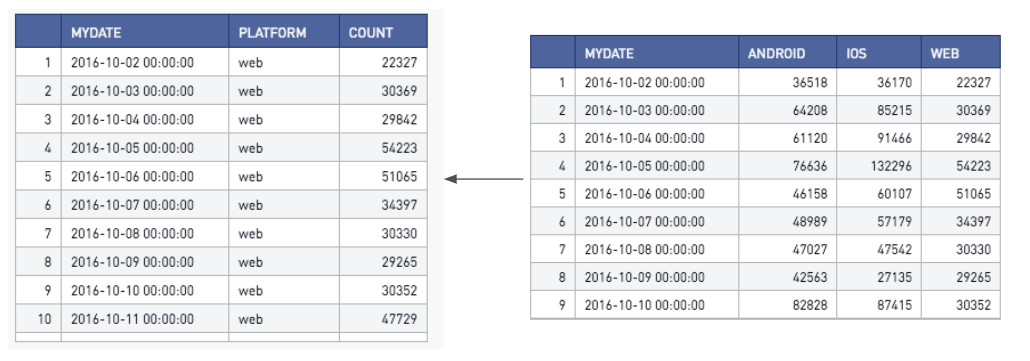 MYDATE PLATFORM COUNT
1 2016-10-02 00:00:00 web 22327
2 2016-10-03 00:00:00 web 30369
3 2016-10-04 00:00:00 web 29842
4 2016-10-05 00:00:00 web 54223
5 2016-10-06 00:00:00 web 51065
6 2016-10-07 00:00:00 web 34397
7 2016-10-08 00:00:00 web 30330
8 2016-10-09 00:00:00 web 29265
9 2016-10-10 00:00:00 web 30352
10 2016-10-11 00:00:00 web 47729
MYDATE ANDROID IOS WEB
1 2016-10-02 00:00:00 36518 36170 22327
2 2016-10-03 00:00:00 64208 85215 30369
3 2016-10-04 00:00:00 61120 91466 29842
4 2016-10-05 00:00:00 76636 132296 54223
5 2016-10-06 00:00:00 46158 60107 51065
6 2016-10-07 00:00:00 48989 57179 34397
7 2016-10-08 00:00:00 47027 47542 30330
8 2016-10-09 00:00:00 42563 27135 29265
9 2016-10-10 00:00:00 82828 87415 30352